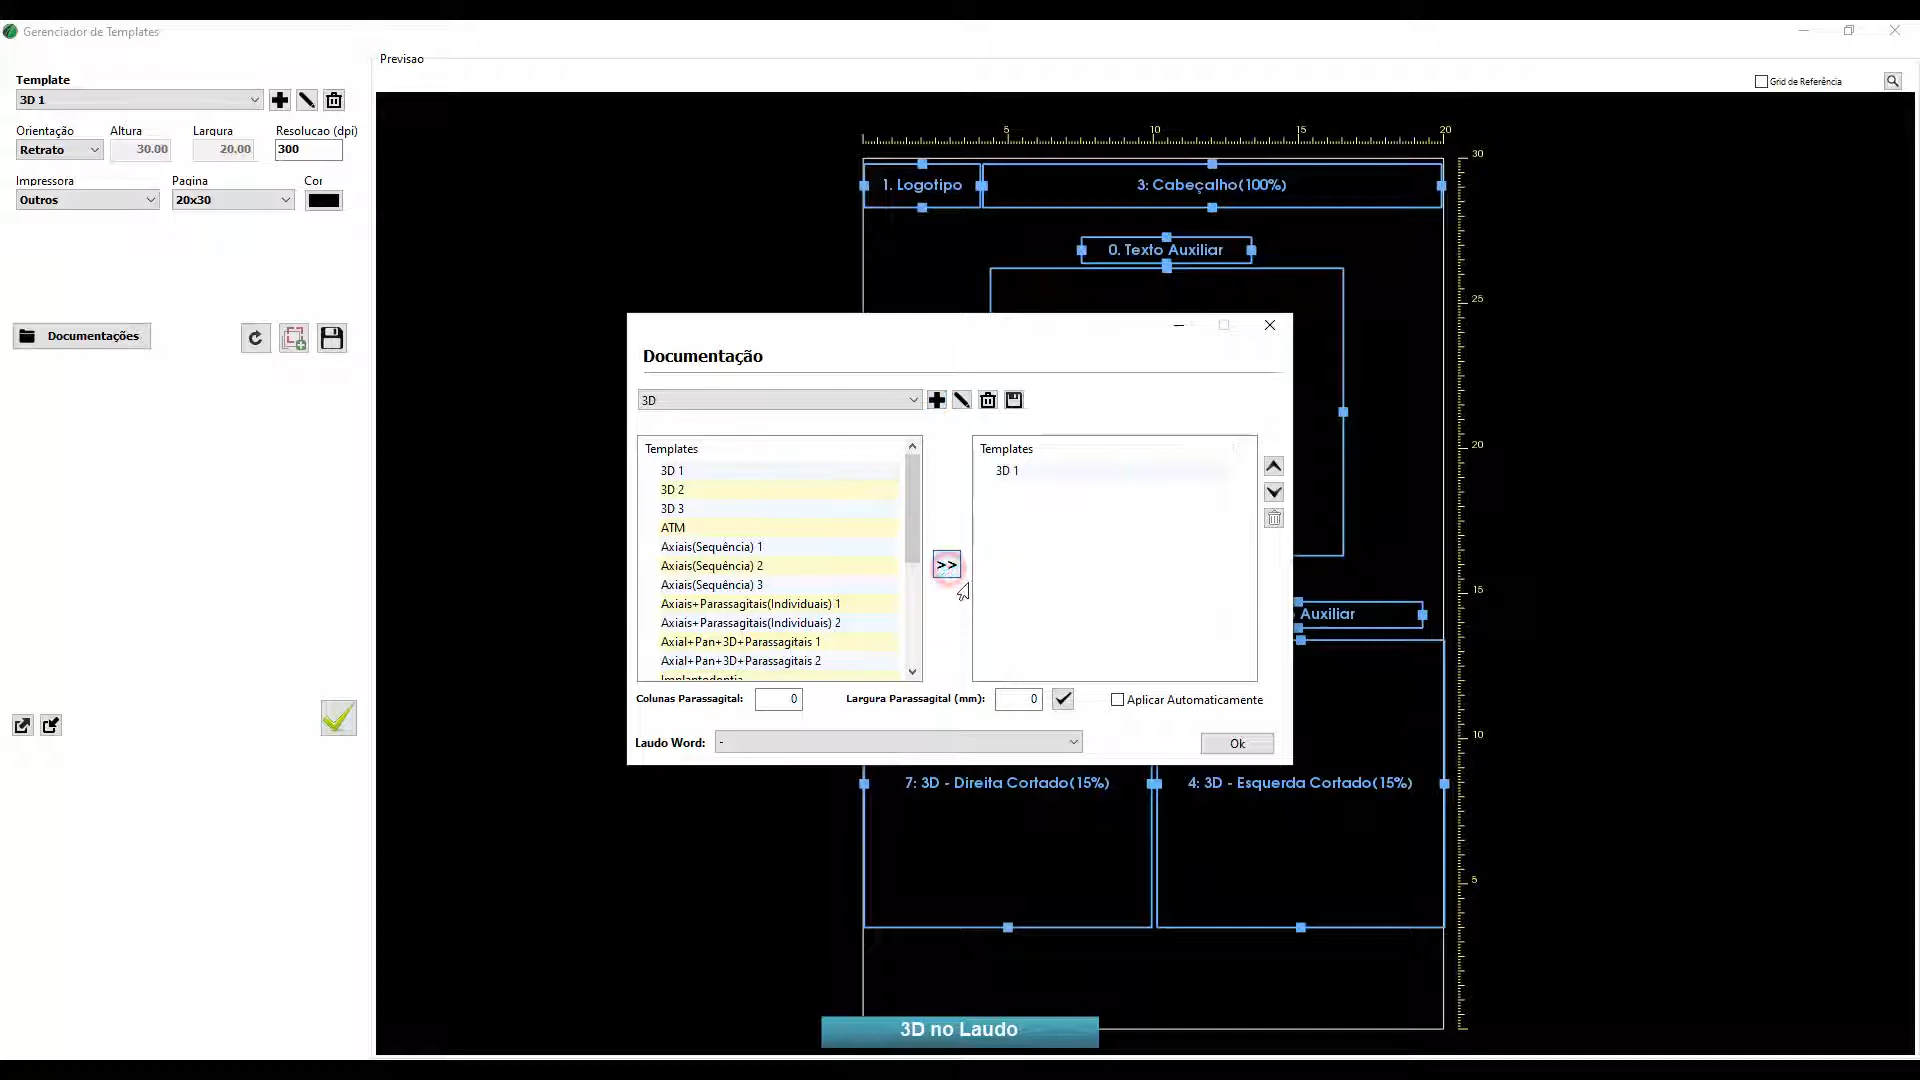 Gerenciador de Templates
Previsao
Template
3D 1
Grid de Referência
Orientação
Altura
Largura
Resolucao (dpi)
Retrato
30.00
20.00
300
Impressora
Pagina
Cor
Outros
20x30
Documentações
5
10
15
20
30
25
20
15
10
5
1. Logotipo
3: Cabeçalho(100%)
0. Texto Auxiliar
Auxiliar
7: 3D - Direita Cortado(15%)
4: 3D - Esquerda Cortado(15%)
Documentação
3D
Templates
3D 1
3D 2
3D 3
ATM
Axiais(Sequência) 1
Axiais(Sequência) 2
Axiais(Sequência) 3
Axiais+Parassagitais(Individuais) 1
Axiais+Parassagitais(Individuais) 2
Axial+Pan+3D+Parassagitais 1
Axial+Pan+3D+Parassagitais 2
Implantodontia
>>
Templates
3D 1
Colunas Parassagital:
0
Largura Parassagital (mm):
0
Aplicar Automaticamente
Laudo Word:
-
Ok
3D no Laudo